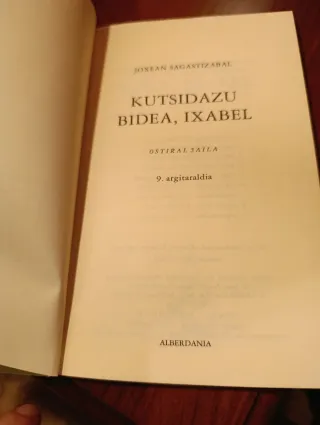 JOXEAN SAGASTIZABAL
KUTSIDAZU
BIDEA, IXABEL
OSTIRAL SAILA
9. argitaraldia
ALBERDANIA